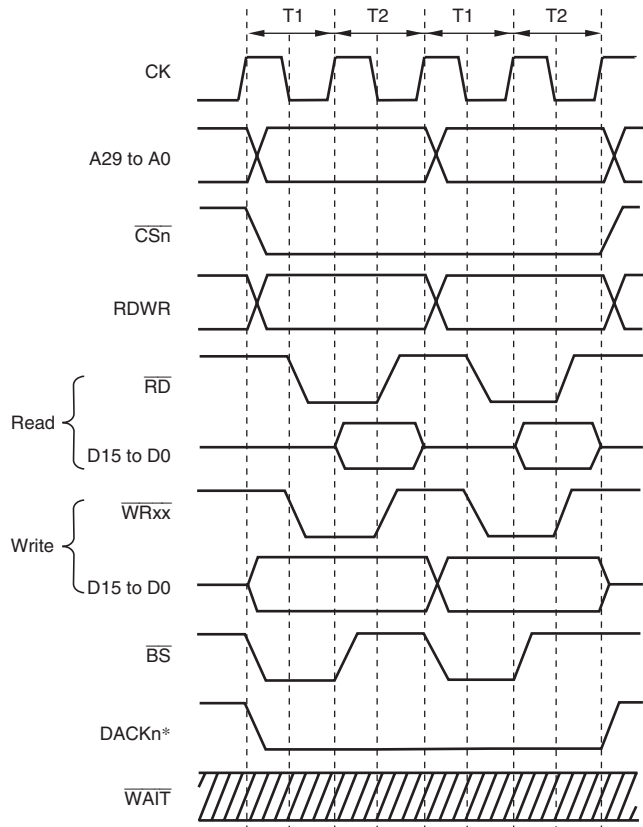 T1 T2 T1 T2
CK
A29 to A0
CSn
RDWR
RD
Read
D15 to D0
WRxx
Write
D15 to D0
BS
DACKn*
WAIT